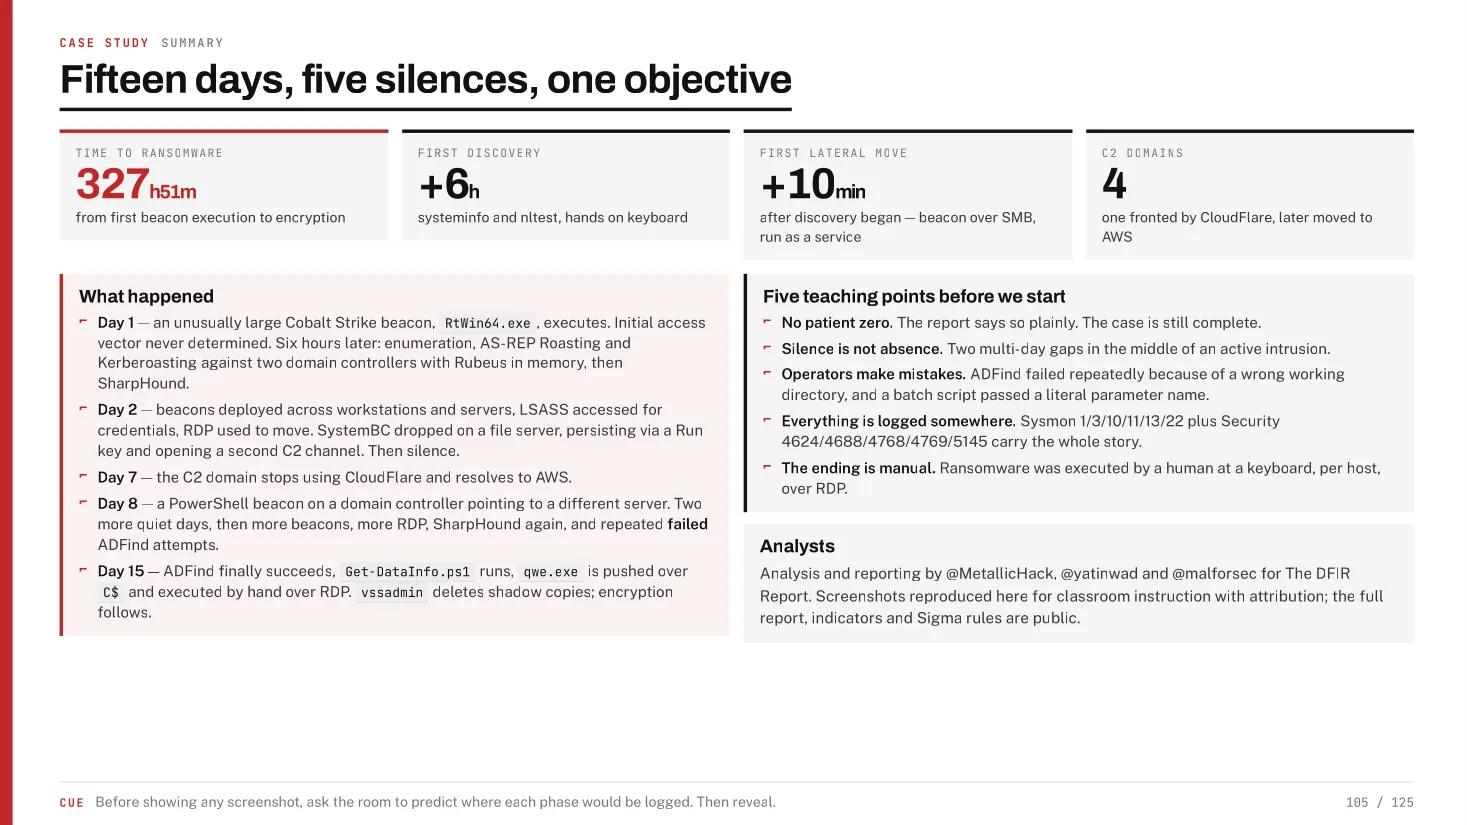 CASE STUDY SUMMARY
Fifteen days, five silences, one objective
TIME TO RANSOMWARE
327h51m
from first beacon execution to encryption
FIRST DISCOVERY
+6h
systeminfo and nltest, hands on keyboard
FIRST LATERAL MOVE
+10min
after discovery began — beacon over SMB,
run as a service
C2 DOMAINS
4
one fronted by CloudFlare, later moved to
AWS
What happened
Day 1 — an unusually large Cobalt Strike beacon, RtWin64.exe , executes. Initial access
vector never determined. Six hours later: enumeration, AS-REP Roasting and
Kerberoasting against two domain controllers with Rubeus in memory, then
SharpHound.
Day 2 — beacons deployed across workstations and servers, LSASS accessed for
credentials, RDP used to move. SystemBC dropped on a file server, persisting via a Run
key and opening a second C2 channel. Then silence.
Day 7 — the C2 domain stops using CloudFlare and resolves to AWS.
Day 8 — a PowerShell beacon on a domain controller pointing to a different server. Two
more quiet days, then more beacons, more RDP, SharpHound again, and repeated failed
ADFind attempts.
Day 15 — ADFind finally succeeds, Get-DataInfo.ps1 runs, qwe.exe is pushed over
C$ and executed by hand over RDP. vssadmin deletes shadow copies; encryption
follows.
Five teaching points before we start
No patient zero. The report says so plainly. The case is still complete.
Silence is not absence. Two multi-day gaps in the middle of an active intrusion.
Operators make mistakes. ADFind failed repeatedly because of a wrong working
directory, and a batch script passed a literal parameter name.
Everything is logged somewhere. Sysmon 1/3/10/11/13/22 plus Security
4624/4688/4768/4769/5145 carry the whole story.
The ending is manual. Ransomware was executed by a human at a keyboard, per host,
over RDP.
Analysts
Analysis and reporting by @MetallicHack, @yatinwad and @malforsec for The DFIR
Report. Screenshots reproduced here for classroom instruction with attribution; the full
report, indicators and Sigma rules are public.
CUE Before showing any screenshot, ask the room to predict where each phase would be logged. Then reveal.
105 / 125